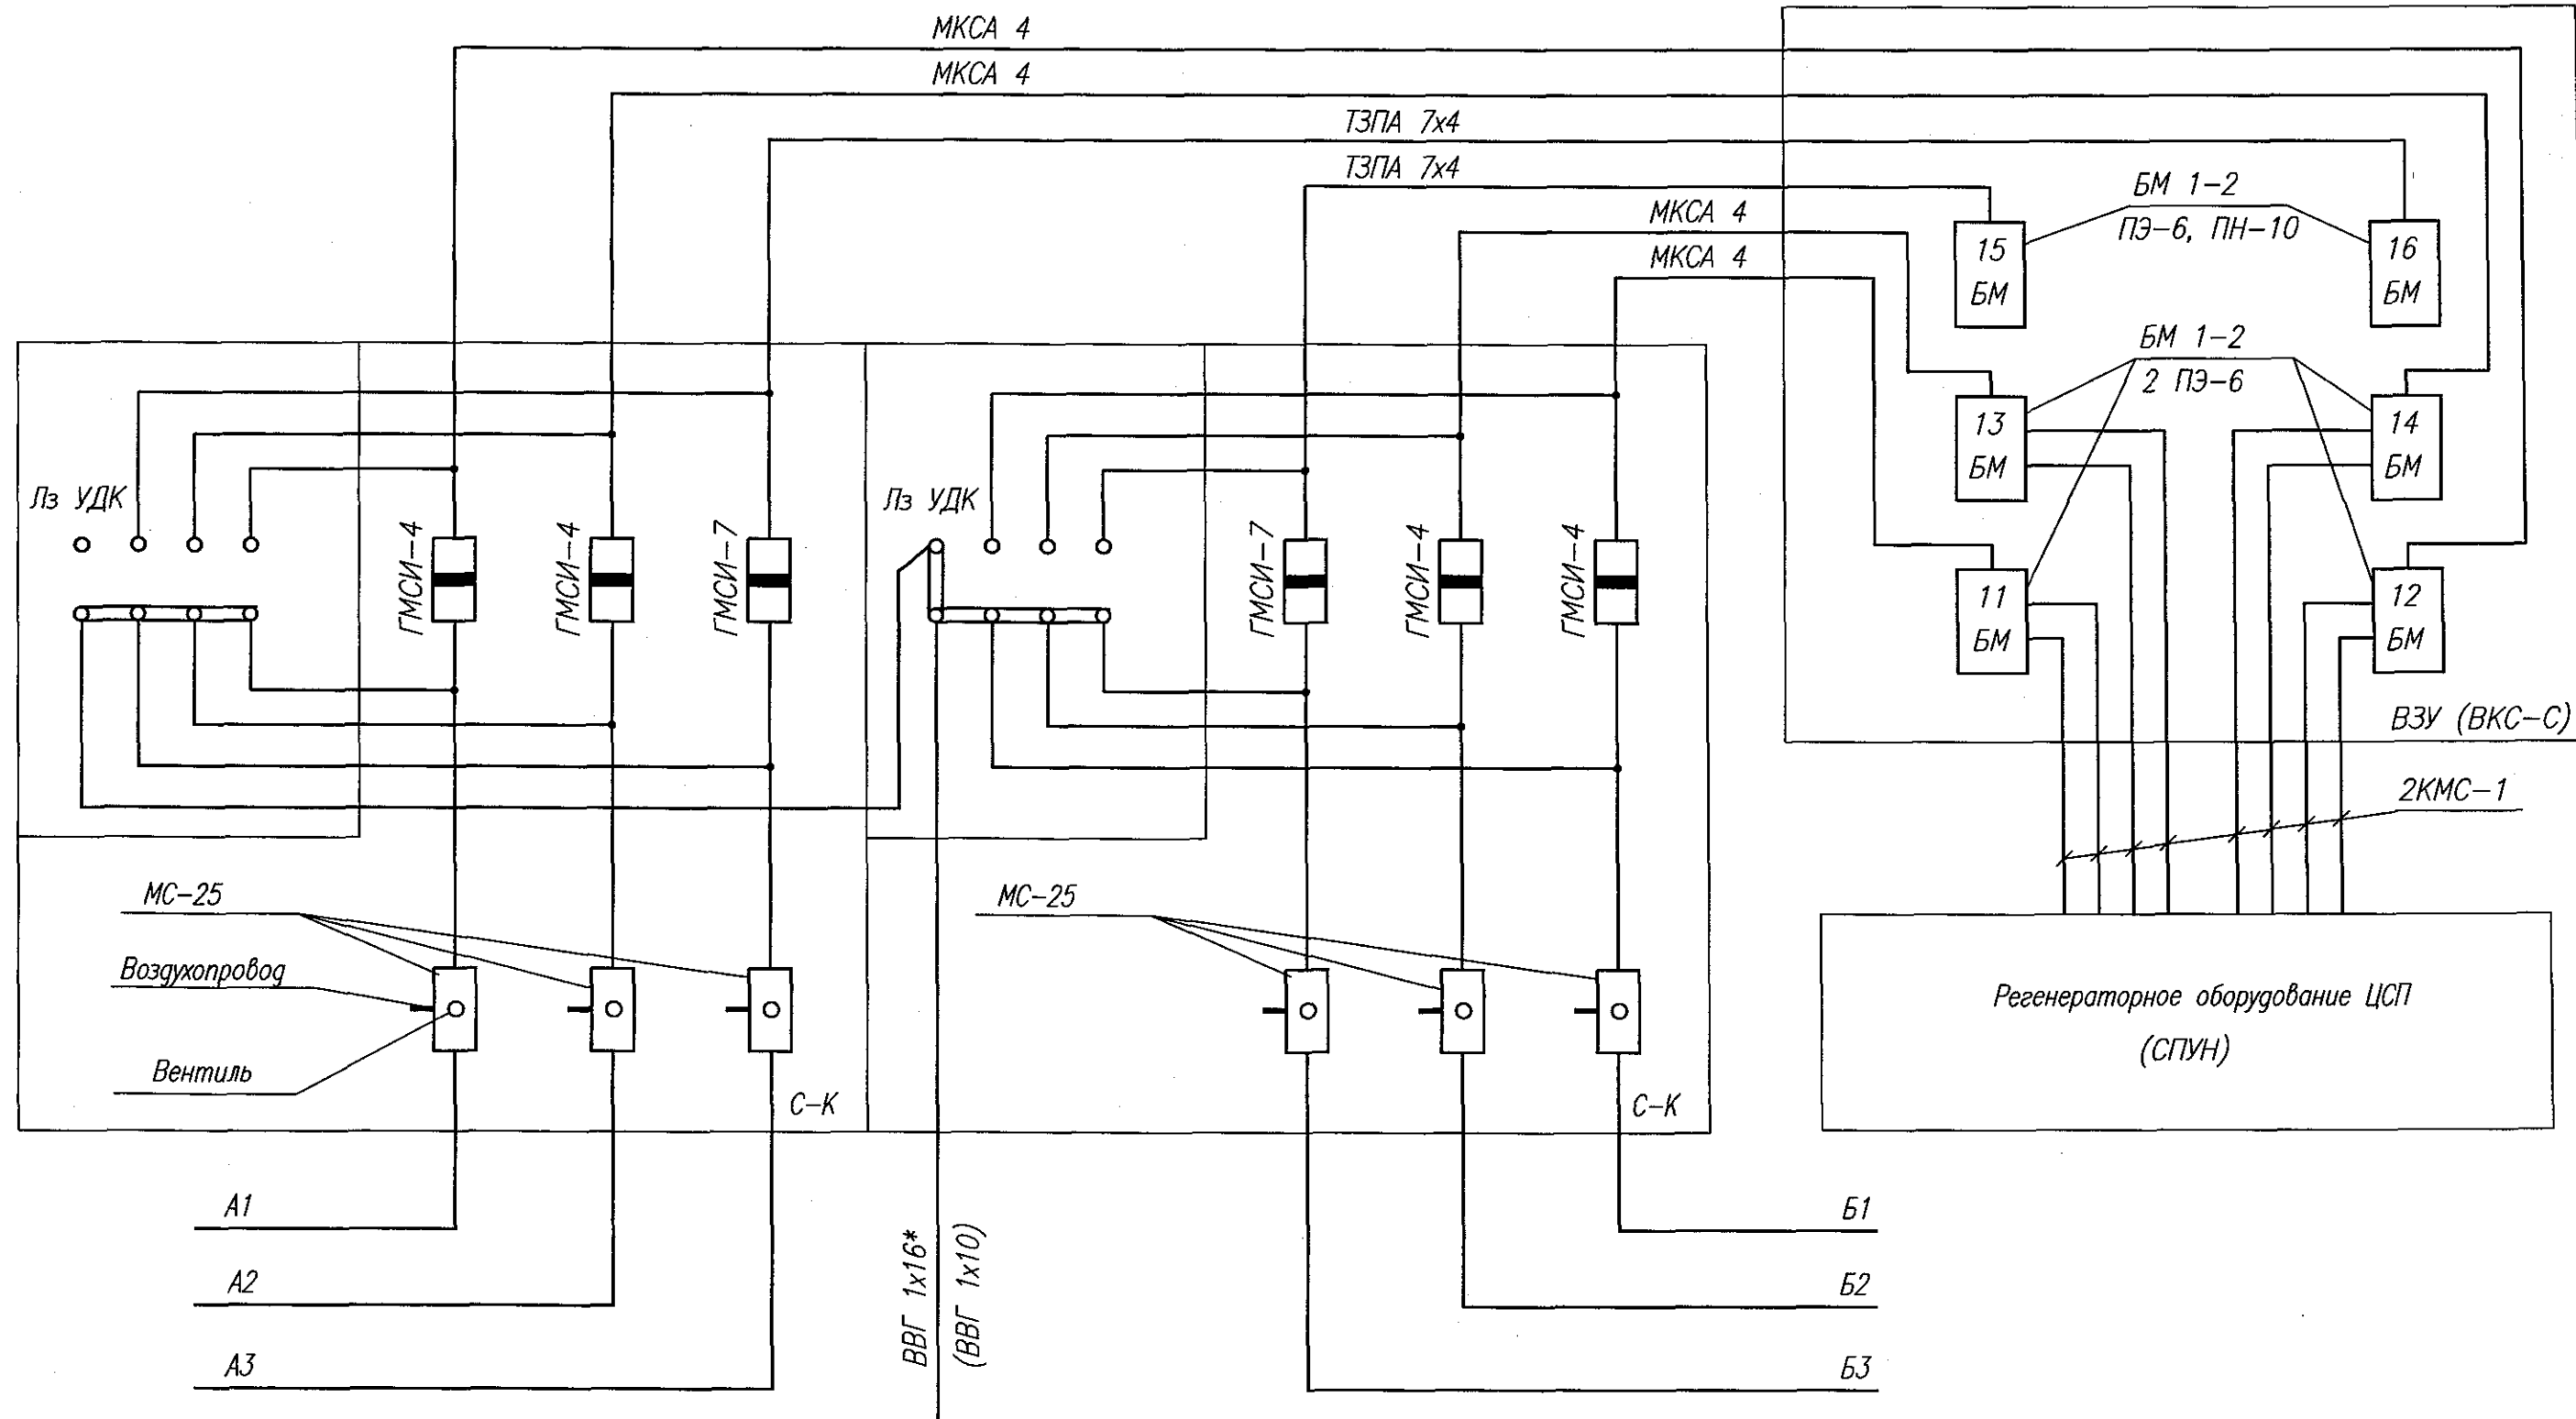 МКСА 4
МКСА 4
ТЗПА 7х4
ТЗПА 7х4
МКСА 4
МКСА 4
БМ 1-2
ПЭ-6, ПН-10
15
БМ
16
БМ
БМ 1-2
2 ПЭ-6
13
БМ
14
БМ
11
БМ
12
БМ
ВЗУ (ВКС-С)
2КМС-1
Регенераторное оборудование ЦСП
(СПУН)
Лз УДК
ГМСИ-4
ГМСИ-4
ГМСИ-7
Лз УДК
ГМСИ-7
ГМСИ-4
ГМСИ-4
МС-25
Воздухопровод
Вентиль
С-К
МС-25
С-К
А1
А2
А3
ВВГ 1х16*
(ВВГ 1х10)
Б1
Б2
Б3